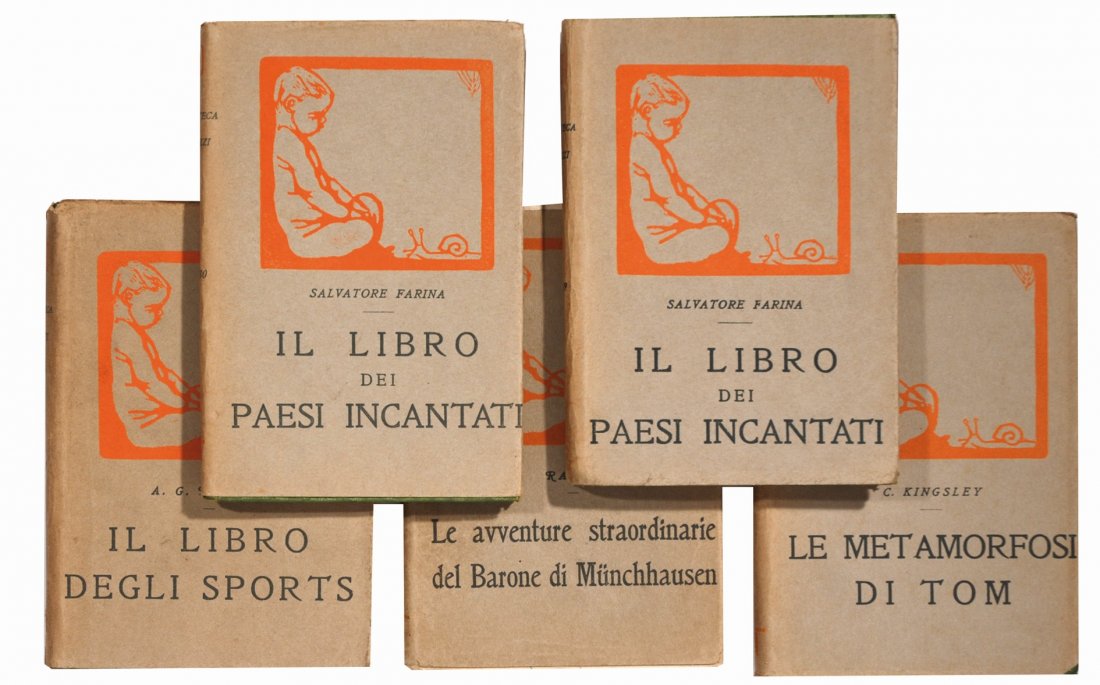 SALVATORE FARINA
IL LIBRO
DEI
PAESI INCANTATI
SALVATORE FARINA
IL LIBRO
DEI
PAESI INCANTATI
A. G.
IL LIBRO
DEGLI SPORTS
Le avventure straordinarie
del Barone di Münchhausen
C. KINGSLEY
LE METAMORFOSI
DI TOM